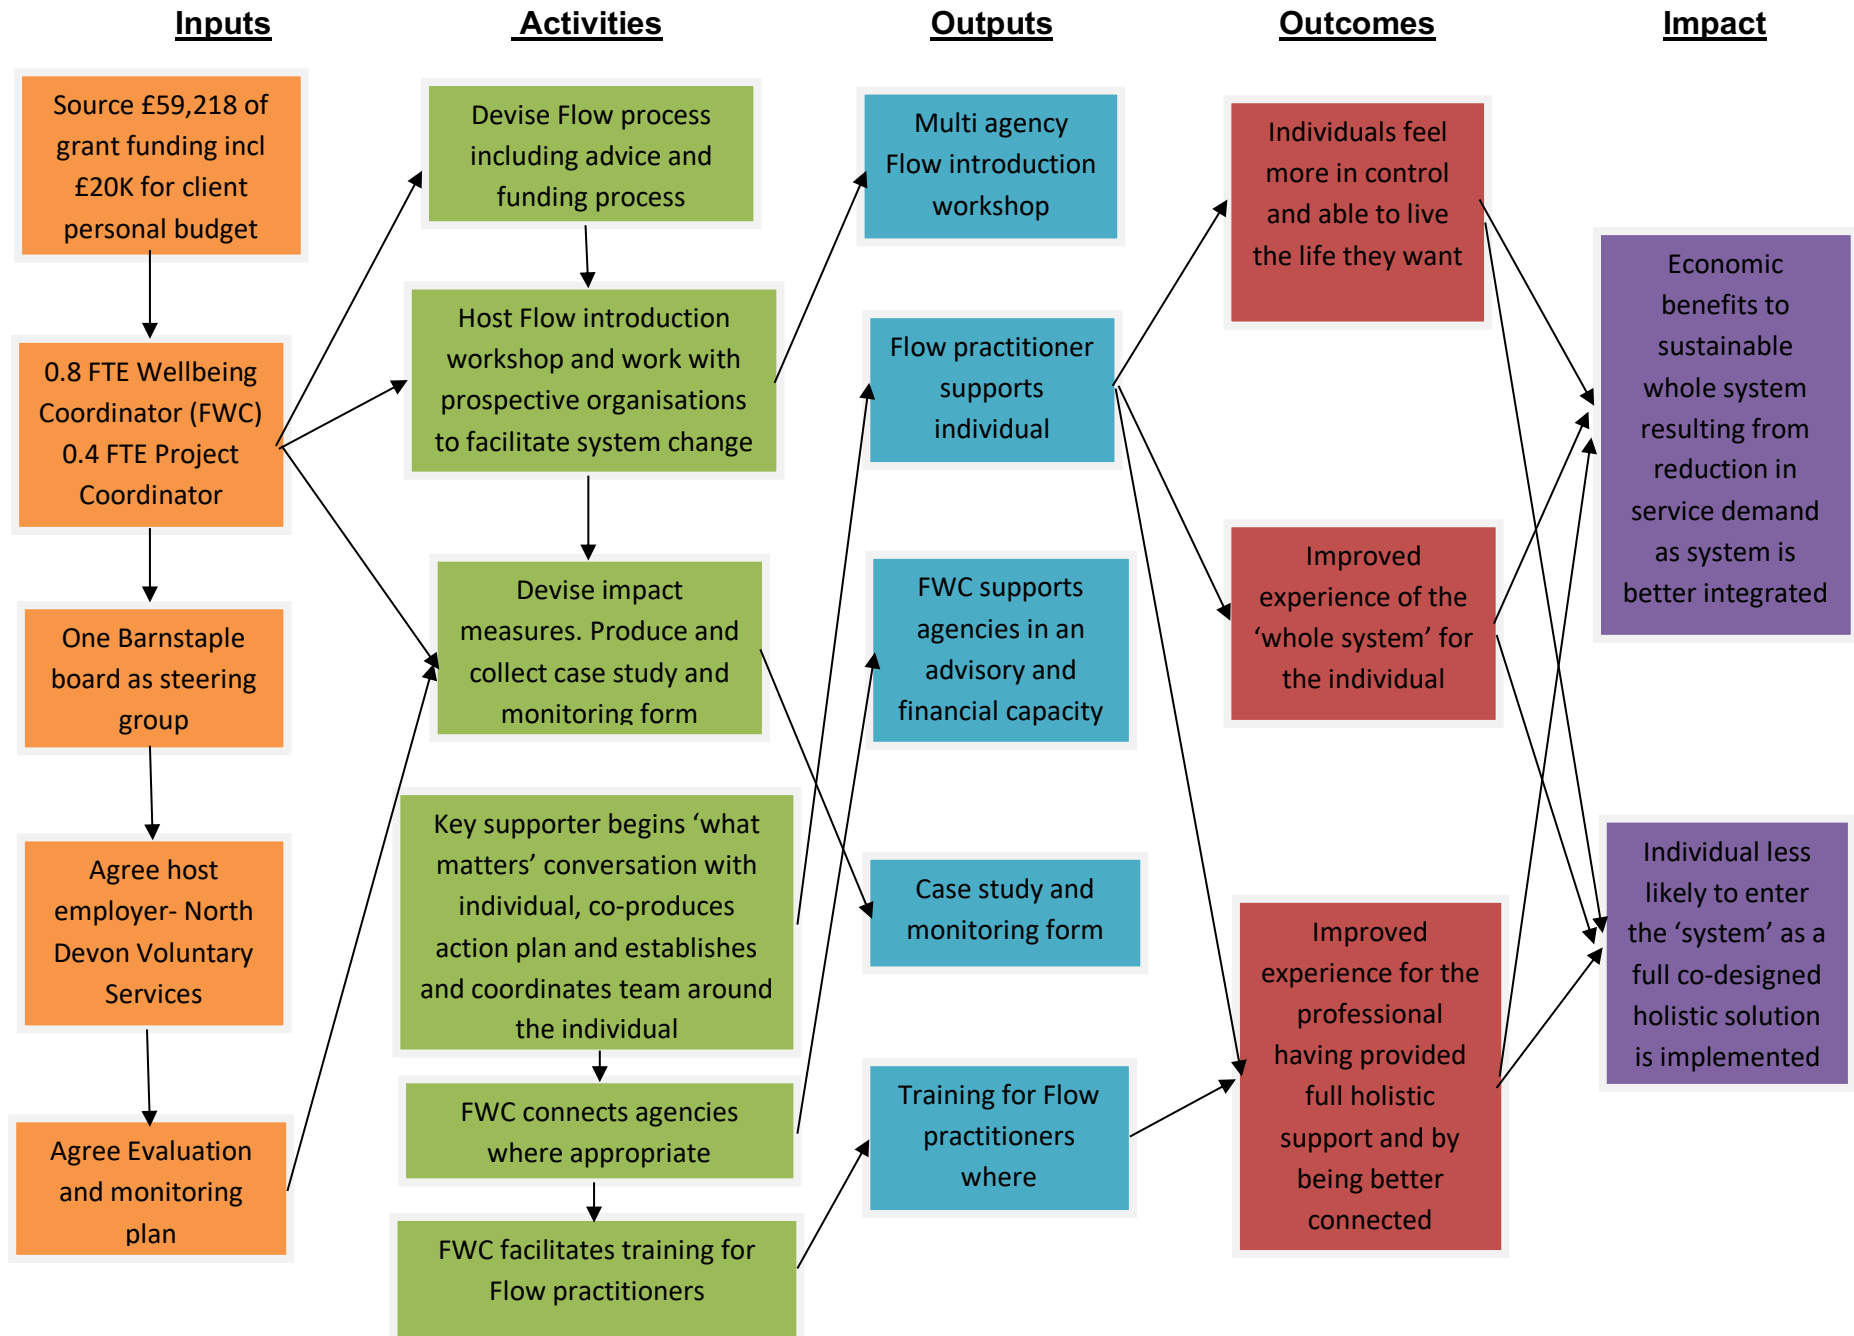 Inputs
Activities
Outputs
Outcomes
Impact
Source £59,218 of
grant funding incl
£20K for client
personal budget
0.8 FTE Wellbeing
Coordinator (FWC)
0.4 FTE Project
Coordinator
One Barnstaple
board as steering
group
Agree host
employer- North
Devon Voluntary
Services
Agree Evaluation
and monitoring
plan
Devise Flow process
including advice and
funding process
Host Flow introduction
workshop and work with
prospective organisations
to facilitate system change
Devise impact
measures. Produce and
collect case study and
monitoring form
Key supporter begins ‘what
matters’ conversation with
individual, co-produces
action plan and establishes
and coordinates team around
the individual
FWC connects agencies
where appropriate
FWC facilitates training for
Flow practitioners
Multi agency
Flow introduction
workshop
Flow practitioner
supports
individual
FWC supports
agencies in an
advisory and
financial capacity
Case study and
monitoring form
Training for Flow
practitioners
where
Individuals feel
more in control
and able to live
the life they want
Improved
experience of the
‘whole system’ for
the individual
Improved
experience for the
professional
having provided
full holistic
support and by
being better
connected
Economic
benefits to
sustainable
whole system
resulting from
reduction in
service demand
as system is
better integrated
Individual less
likely to enter
the ‘system’ as a
full co-designed
holistic solution
is implemented